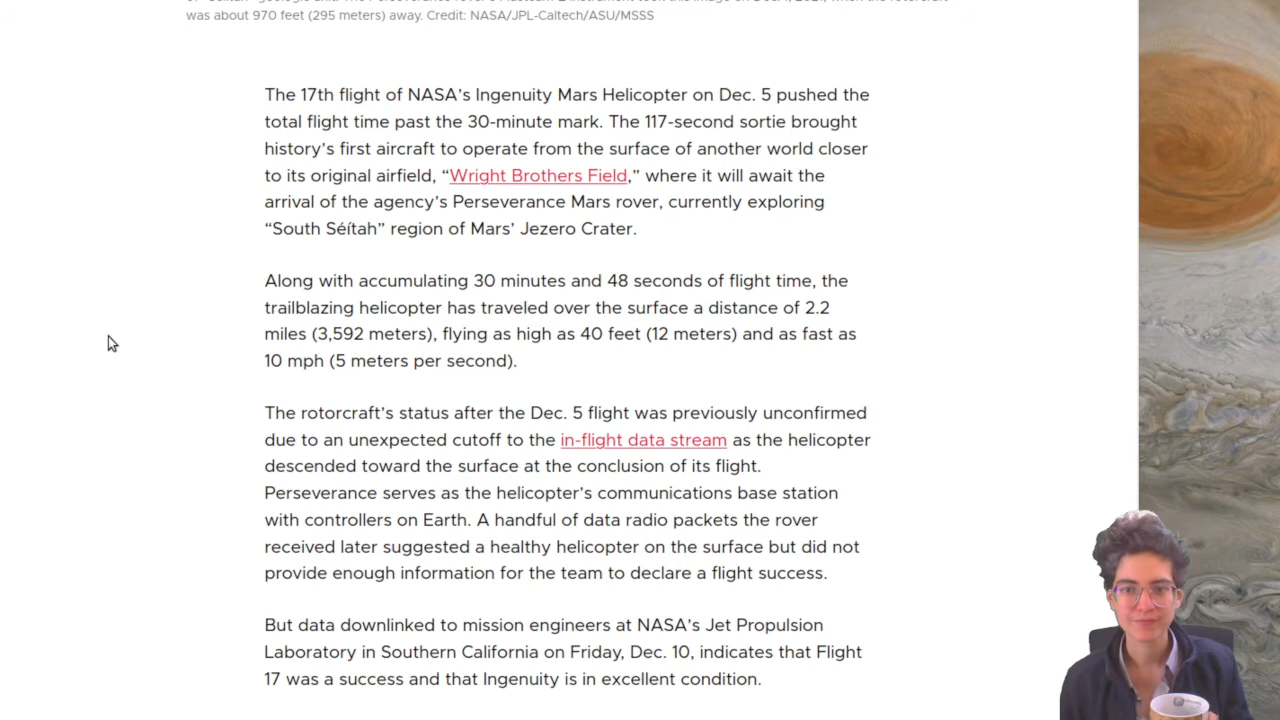 was about 970 feet (295 meters) away. Credit: NASA/JPL-Caltech/ASU/MSSS
The 17th flight of NASA’s Ingenuity Mars Helicopter on Dec. 5 pushed the
total flight time past the 30-minute mark. The 117-second sortie brought
history’s first aircraft to operate from the surface of another world closer
to its original airfield, “Wright Brothers Field,” where it will await the
arrival of the agency’s Perseverance Mars rover, currently exploring
“South Séítah” region of Mars’ Jezero Crater.
Along with accumulating 30 minutes and 48 seconds of flight time, the
trailblazing helicopter has traveled over the surface a distance of 2.2
miles (3,592 meters), flying as high as 40 feet (12 meters) and as fast as
10 mph (5 meters per second).
The rotorcraft’s status after the Dec. 5 flight was previously unconfirmed
due to an unexpected cutoff to the in-flight data stream as the helicopter
descended toward the surface at the conclusion of its flight.
Perseverance serves as the helicopter’s communications base station
with controllers on Earth. A handful of data radio packets the rover
received later suggested a healthy helicopter on the surface but did not
provide enough information for the team to declare a flight success.
But data downlinked to mission engineers at NASA’s Jet Propulsion
Laboratory in Southern California on Friday, Dec. 10, indicates that Flight
17 was a success and that Ingenuity is in excellent condition.